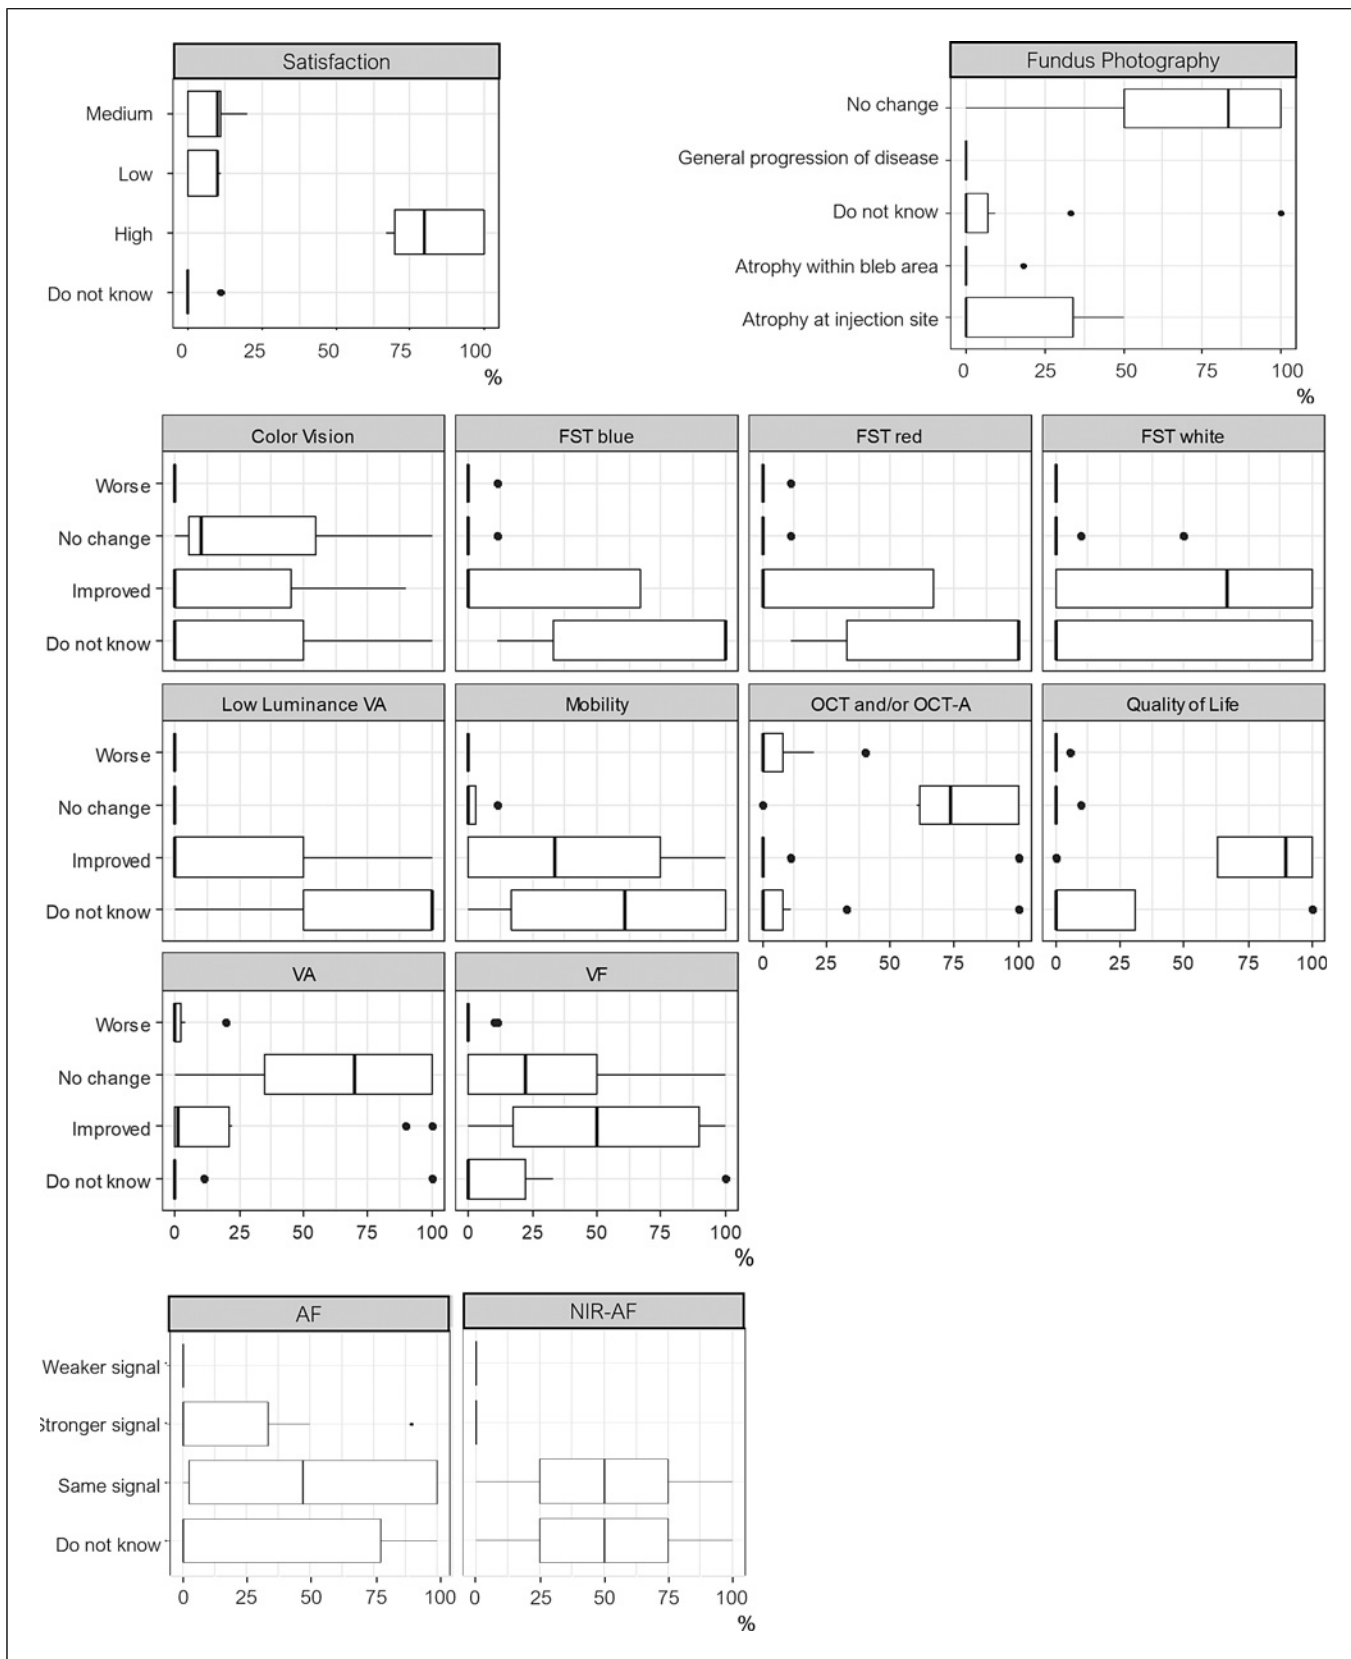 Satisfaction
Medium
Low
High
Do not know
0 25 50 75 100
%
Fundus Photography
No change
General progression of disease
Do not know
Atrophy within bleb area
Atrophy at injection site
0 25 50 75 100
%
Color Vision FST blue FST red FST white
Worse
No change
Improved
Do not know
Low Luminance VA Mobility OCT and/or OCT-A Quality of Life
Worse
No change
Improved
Do not know
0 25 50 75 100 0 25 50 75 100
VA VF
Worse
No change
Improved
Do not know
0 25 50 75 100 0 25 50 75 100
%
AF NIR-AF
Weaker signal
Stronger signal
Same signal
Do not know
0 25 50 75 100 0 25 50 75 100
%